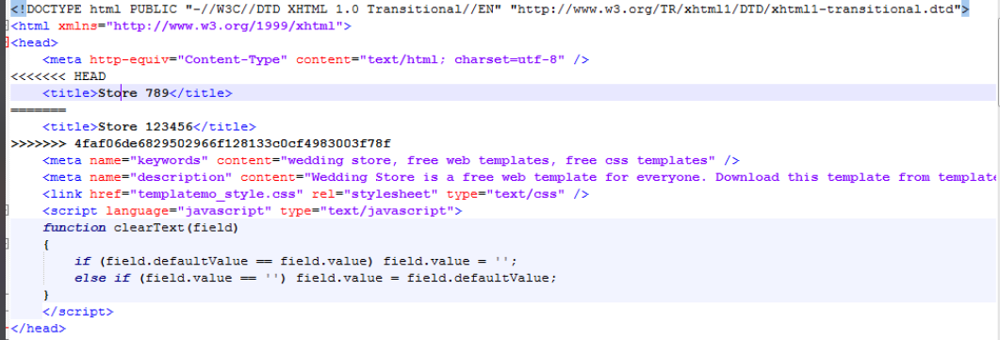 <!DOCTYPE html PUBLIC "-//W3C//DTD XHTML 1.0 Transitional//EN" "http://www.w3.org/TR/xhtml1/DTD/xhtml1-transitional.dtd">
<html xmlns="http://www.w3.org/1999/xhtml">
<head>
    <meta http-equiv="Content-Type" content="text/html; charset=utf-8" />
<<<<<<< HEAD
    <title>Store 789</title>
=======
    <title>Store 123456</title>
>>>>>>> 4faf06de6829502966f128133c0cf4983003f78f
    <meta name="keywords" content="wedding store, free web templates, free css templates" />
    <meta name="description" content="Wedding Store is a free web template for everyone. Download this template from template
    <link href="templatemo_style.css" rel="stylesheet" type="text/css" />
    <script language="javascript" type="text/javascript">
    function clearText(field)
    {
        if (field.defaultValue == field.value) field.value = '';
        else if (field.value == '') field.value = field.defaultValue;
    }
    </script>
</head>